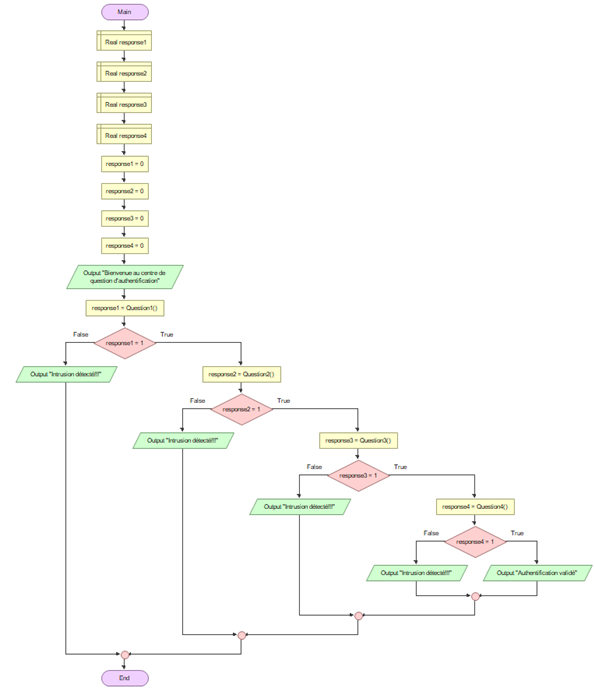 Main
Real response1
Real response2
Real response3
Real response4
response1 = 0
response2 = 0
response3 = 0
response4 = 0
Output "Bienvenue au centre de
question d'authentification"
response1 = Question1()
False
True
response1 = 1
Output "Intrusion détecté!!!"
response2 = Question2()
False
True
response2 = 1
Output "Intrusion détecté!!!"
response3 = Question3()
False
True
response3 = 1
Output "Intrusion détecté!!!"
response4 = Question4()
False
True
response4 = 1
Output "Intrusion détecté!!!"
Output "Authentification validé"
End